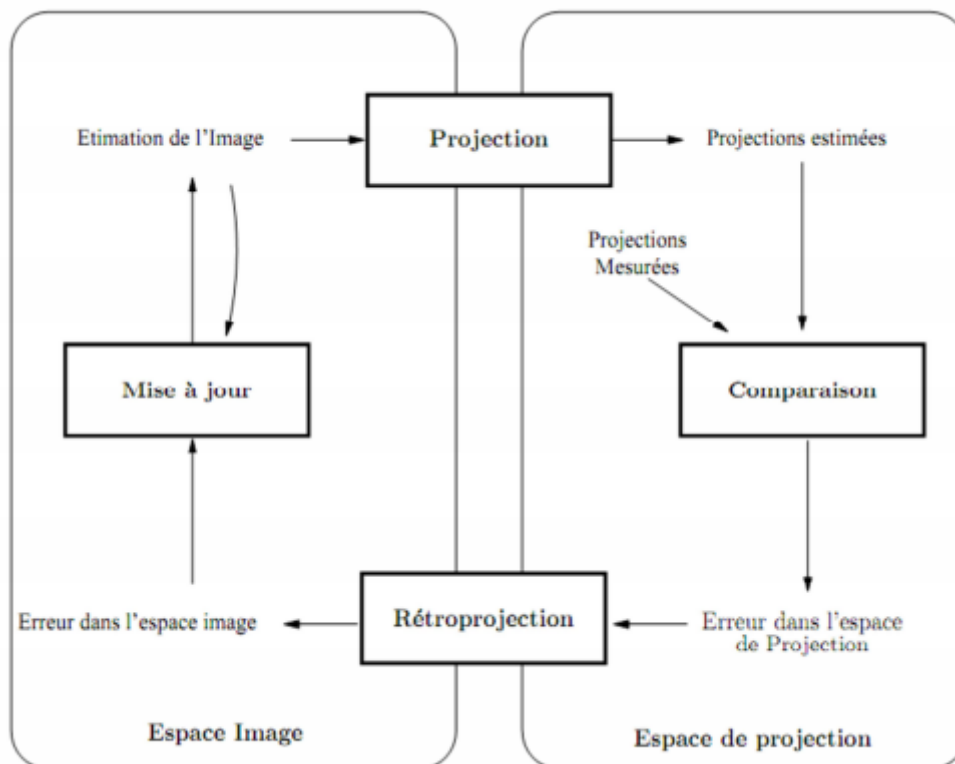 Etimation de l'Image
Projection
Projections estimées
Projections
Mesurées
Mise à jour
Comparaison
Erreur dans l'espace image
Rétroprojection
Erreur dans l'espace
de Projection
Espace Image
Espace de projection